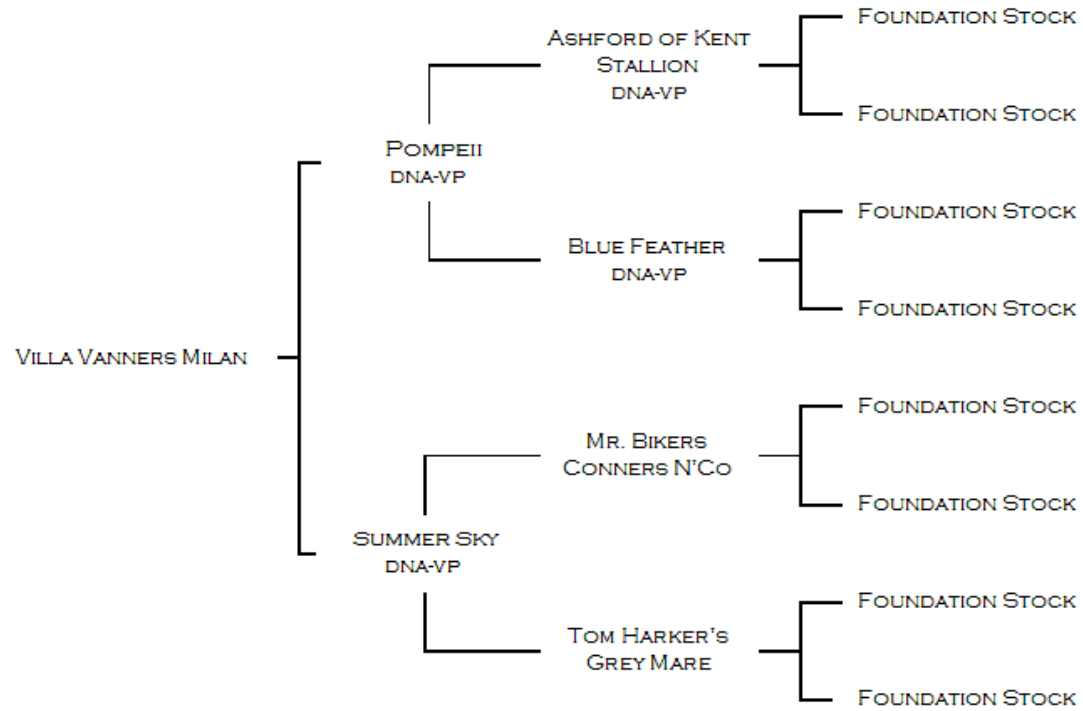 Foundation Stock
Ashford of Kent
Stallion
DNA-VP
Foundation Stock
Pompeii
DNA-VP
Foundation Stock
Blue Feather
DNA-VP
Foundation Stock
Villa Vanners Milan
Foundation Stock
Mr. Bikers
Conners N'Co
Foundation Stock
Summer Sky
DNA-VP
Foundation Stock
Tom Harker's
Grey Mare
Foundation Stock